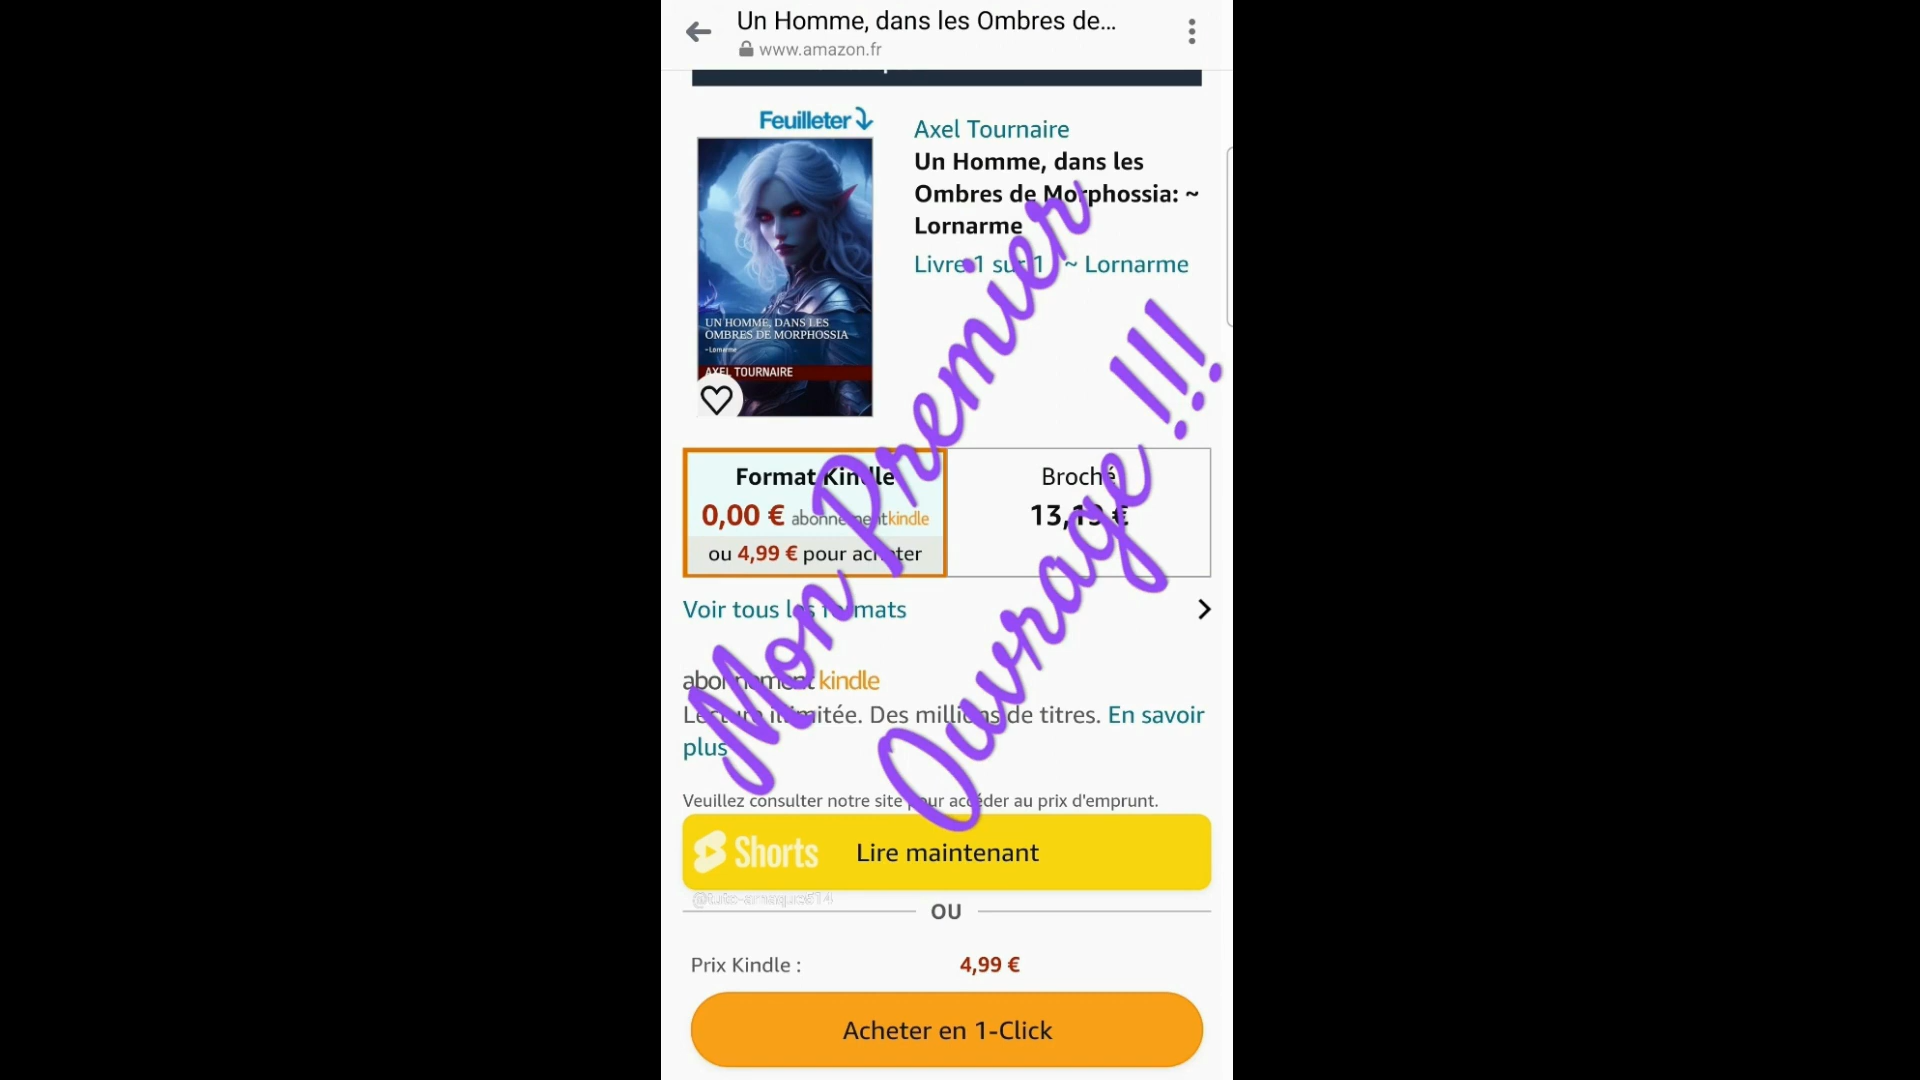 Un Homme, dans les Ombres de...
www.amazon.fr
Feuilleter
UN HOMME, DANS LES
OMBRES DE MORPHOSSIA
~Lornarme
AXEL TOURNAIRE
Axel Tournaire
Un Homme, dans les
Ombres de Morphossia: ~
Lornarme
Livre 1 sur 1 ~ Lornarme
Mon Premier
Ouvrage !!!
Format Kindle
0,00 € abonnement kindle
ou 4,99 € pour acheter
Broché
€
Voir tous les formats
abonnement kindle
Lecture illimitée. Des millions de titres. En savoir
plus
Veuillez consulter notre site pour accéder au prix d'emprunt.
Shorts
Lire maintenant
OU
Prix Kindle :
4,99 €
Acheter en 1-Click